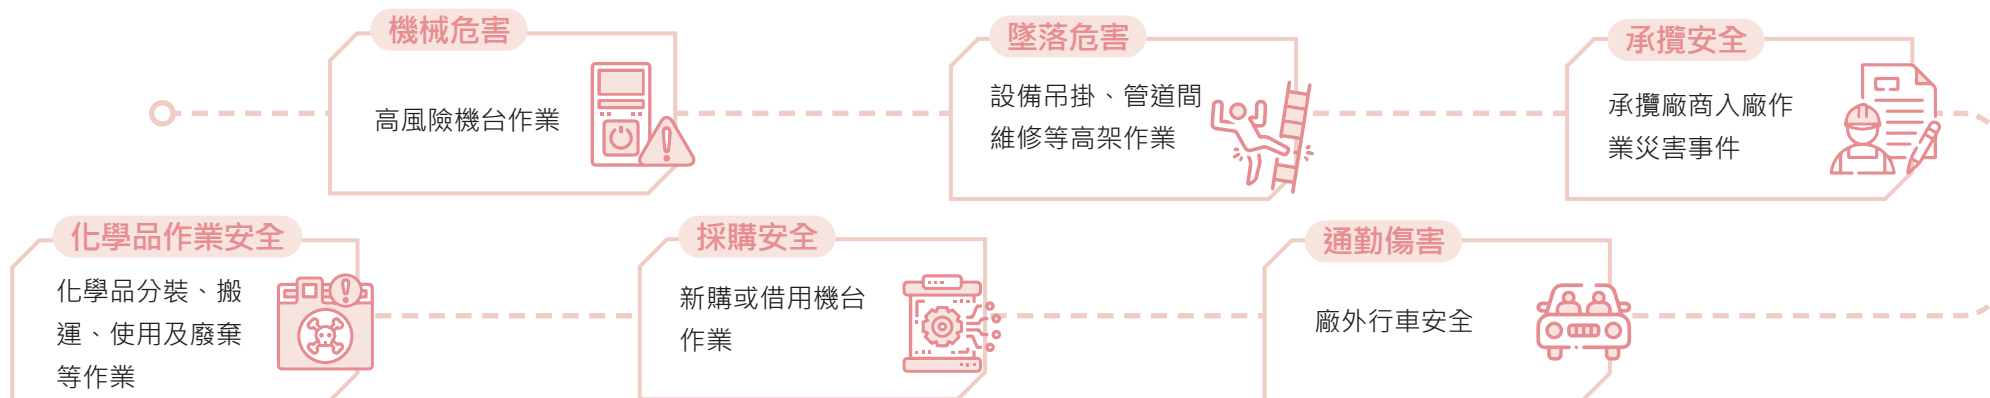 機械危害
高風險機台作業
墜落危害
設備吊掛、管道間
維修等高架作業
承攬安全
承攬廠商入廠作
業災害事件
化學品作業安全
化學品分裝、搬
運、使用及廢棄
等作業
採購安全
新購或借用機台
作業
通勤傷害
廠外行車安全